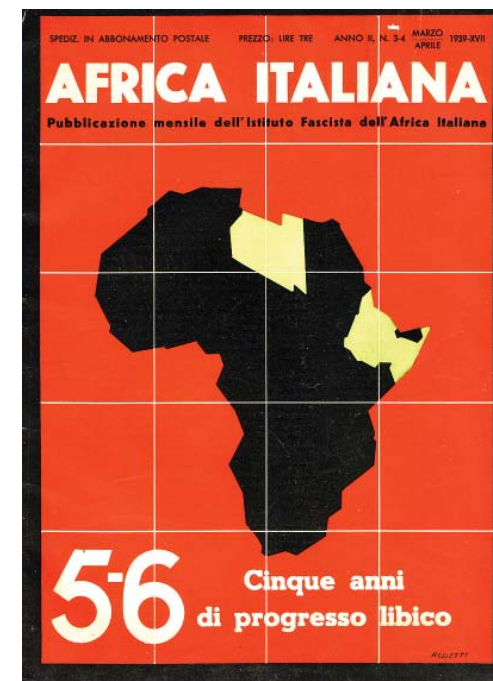 SPEDIZ. IN ABBONAMENTO POSTALE PREZZO: LIRE TRE ANNO II, N. 3-4 MARZO APRILE 1939-XVII
AFRICA ITALIANA
Pubblicazione mensile dell'Istituto Fascista dell'Africa Italiana
5-6
Cinque anni
di progresso libico